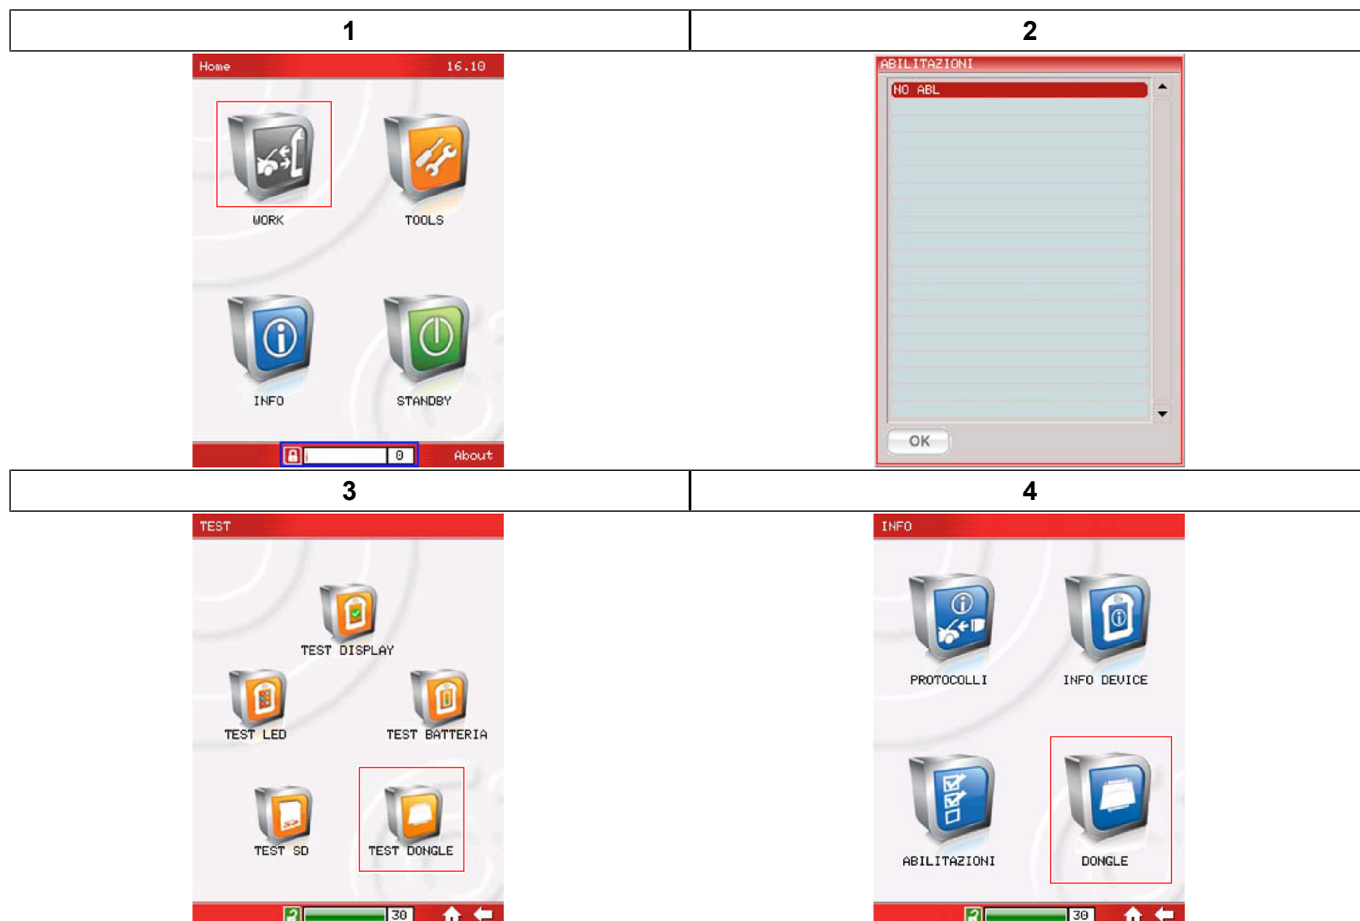 1
2
Home 16.10
WORK TOOLS
INFO STANDBY
0 About
ABILITAZIONI
NO ABL
OK
3
4
TEST
TEST DISPLAY
TEST LED TEST BATTERIA
TEST SD TEST DONGLE
30
INFO
PROTOCOLLI INFO DEVICE
ABILITAZIONI DONGLE
30